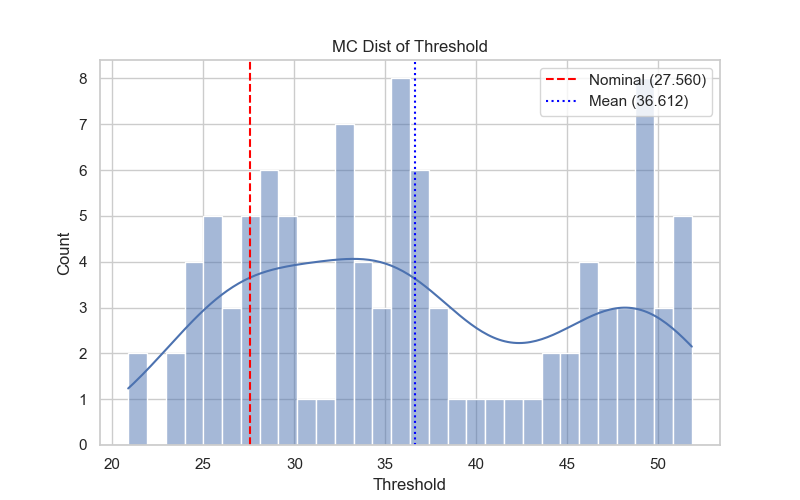 MC Dist of Threshold
8
7
6
5
4
3
2
1
0
Count
Nominal (27.560)
Mean (36.612)
20 25 30 35 40 45 50
Threshold